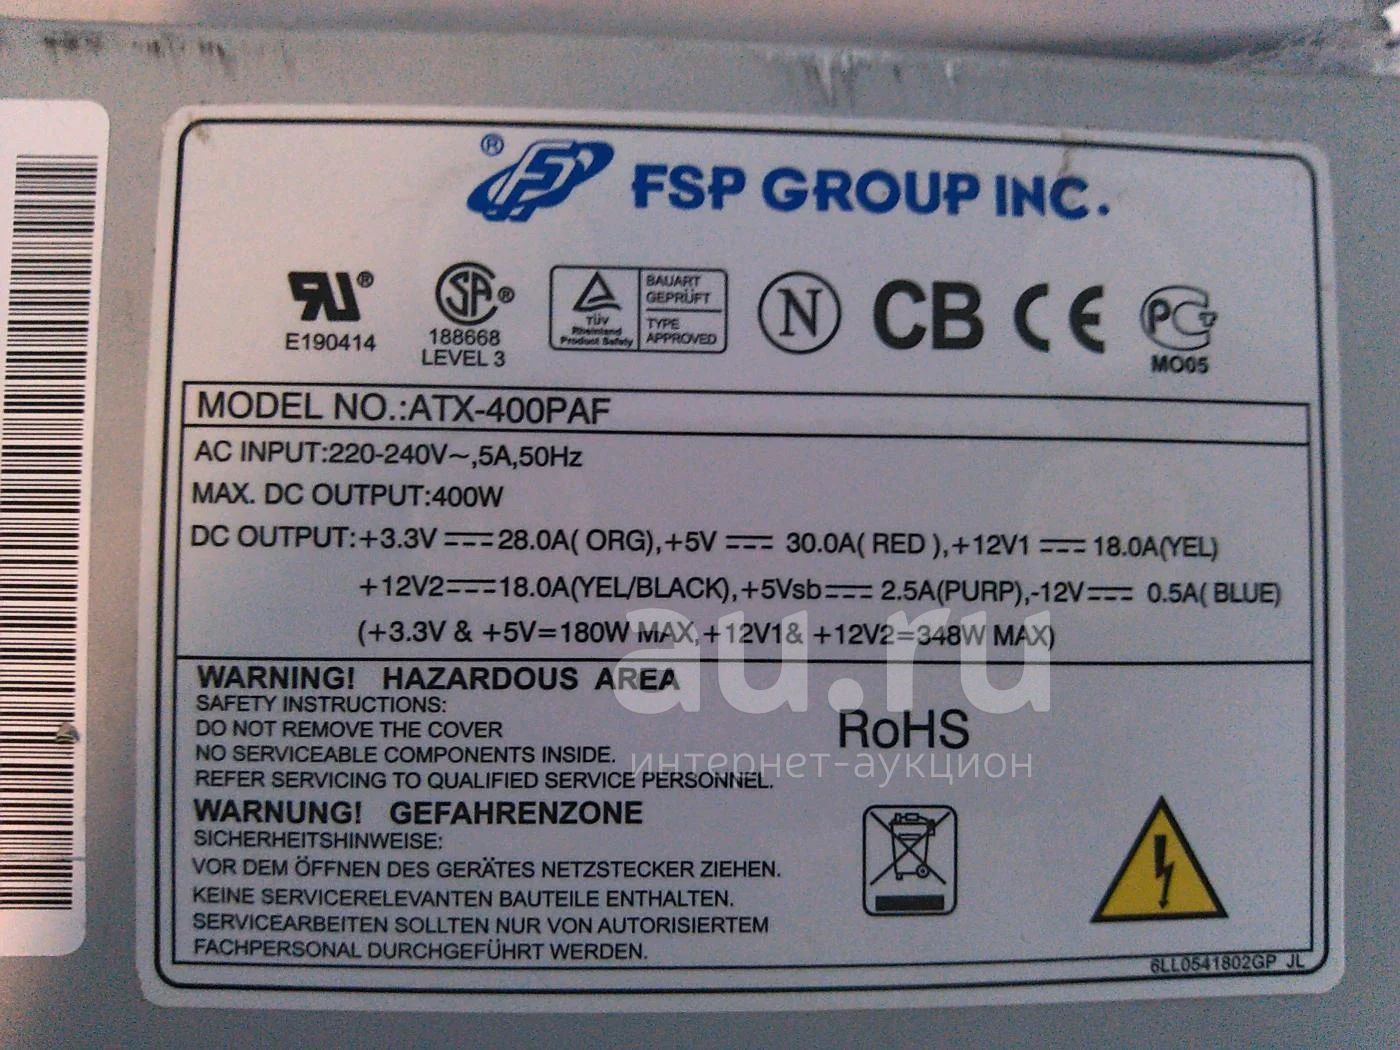 FSP GROUP INC.
E190414
188668
LEVEL 3
TÜV
Rheinland
Product Safety
BAUART
GEPRÜFT
TYPE
APPROVED
N
CB
CE
MO05
MODEL NO.:ATX-400PAF
AC INPUT:220-240V~,5A,50Hz
MAX. DC OUTPUT:400W
DC OUTPUT:+3.3V ⎓ 28.0A( ORG),+5V ⎓ 30.0A( RED ),+12V1 ⎓ 18.0A(YEL)
+12V2⎓18.0A(YEL/BLACK),+5Vsb⎓ 2.5A(PURP),-12V⎓ 0.5A( BLUE)
(+3.3V & +5V=180W MAX,+12V1& +12V2=348W MAX)
WARNING! HAZARDOUS AREA
SAFETY INSTRUCTIONS:
DO NOT REMOVE THE COVER
NO SERVICEABLE COMPONENTS INSIDE.
REFER SERVICING TO QUALIFIED SERVICE PERSONNEL.
RoHS
au.ru
интернет-аукцион
WARNUNG! GEFAHRENZONE
SICHERHEITSHINWEISE:
VOR DEM ÖFFNEN DES GERÄTES NETZSTECKER ZIEHEN.
KEINE SERVICERELEVANTEN BAUTEILE ENTHALTEN.
SERVICEARBEITEN SOLLTEN NUR VON AUTORISIERTEM
FACHPERSONAL DURCHGEFÜHRT WERDEN.
6LL0541802GP JL